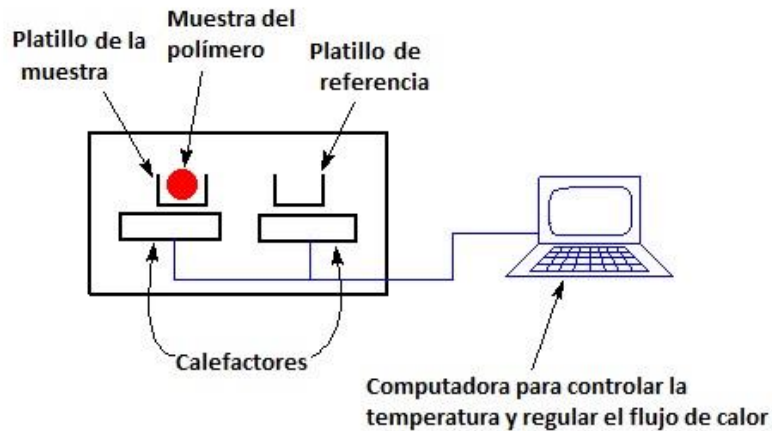 Platillo de la
muestra
Muestra del
polímero
Platillo de
referencia
Calefactores
Computadora para controlar la
temperatura y regular el flujo de calor